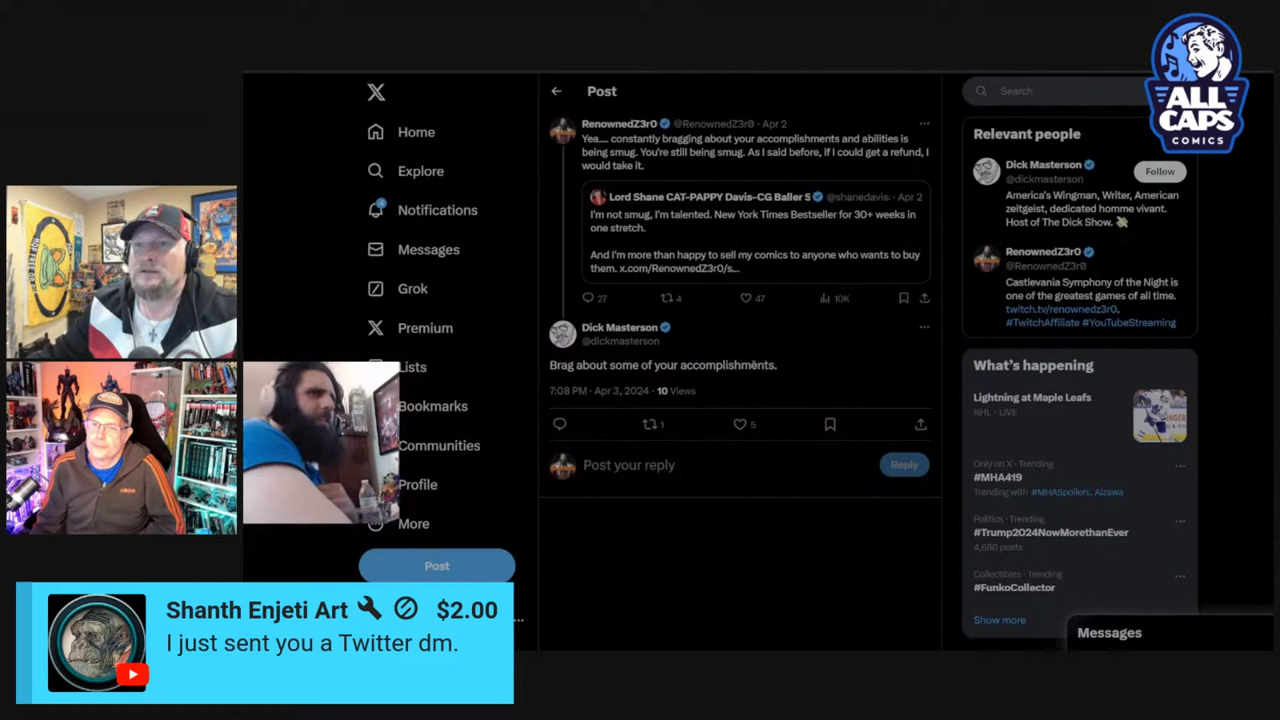 ALL
CAPS
COMICS
X
Home
Explore
Notifications
Messages
Grok
Premium
Lists
Bookmarks
Communities
Profile
More
Post
Post
RenownedZ3r0 @RenownedZ3r0 · Apr 2
Yea.... constantly bragging about your accomplishments and abilities is
being smug. You're still being smug. As I said before, if I could get a refund, I
would take it.
Lord Shane CAT-PAPPY Davis-CG Baller S @shanedavis · Apr 2
I'm not smug, I'm talented. New York Times Bestseller for 30+ weeks in
one stretch.
And I'm more than happy to sell my comics to anyone who wants to buy
them. x.com/RenownedZ3r0/s...
27 4 47 10K
Dick Masterson
@dickmasterson
Brag about some of your accomplishments.
7:08 PM · Apr 3, 2024 · 10 Views
1 5
Post your reply
Reply
Search
Relevant people
Dick Masterson
@dickmasterson
Follow
America's Wingman, Writer, American
zeitgeist, dedicated homme vivant.
Host of The Dick Show.
RenownedZ3r0
@RenownedZ3r0
Castlevania Symphony of the Night is
one of the greatest games of all time.
twitch.tv/renownedz3r0.
#TwitchAffiliate #YouTubeStreaming
What's happening
Lightning at Maple Leafs
NHL · LIVE
Only on X · Trending
#MHA419
Trending with #MHASpoilers, Aizawa
Politics · Trending
#Trump2024NowMorethanEver
4,680 posts
Collectibles · Trending
#FunkoCollector
Show more
Messages
Shanth Enjeti Art $2.00
I just sent you a Twitter dm.